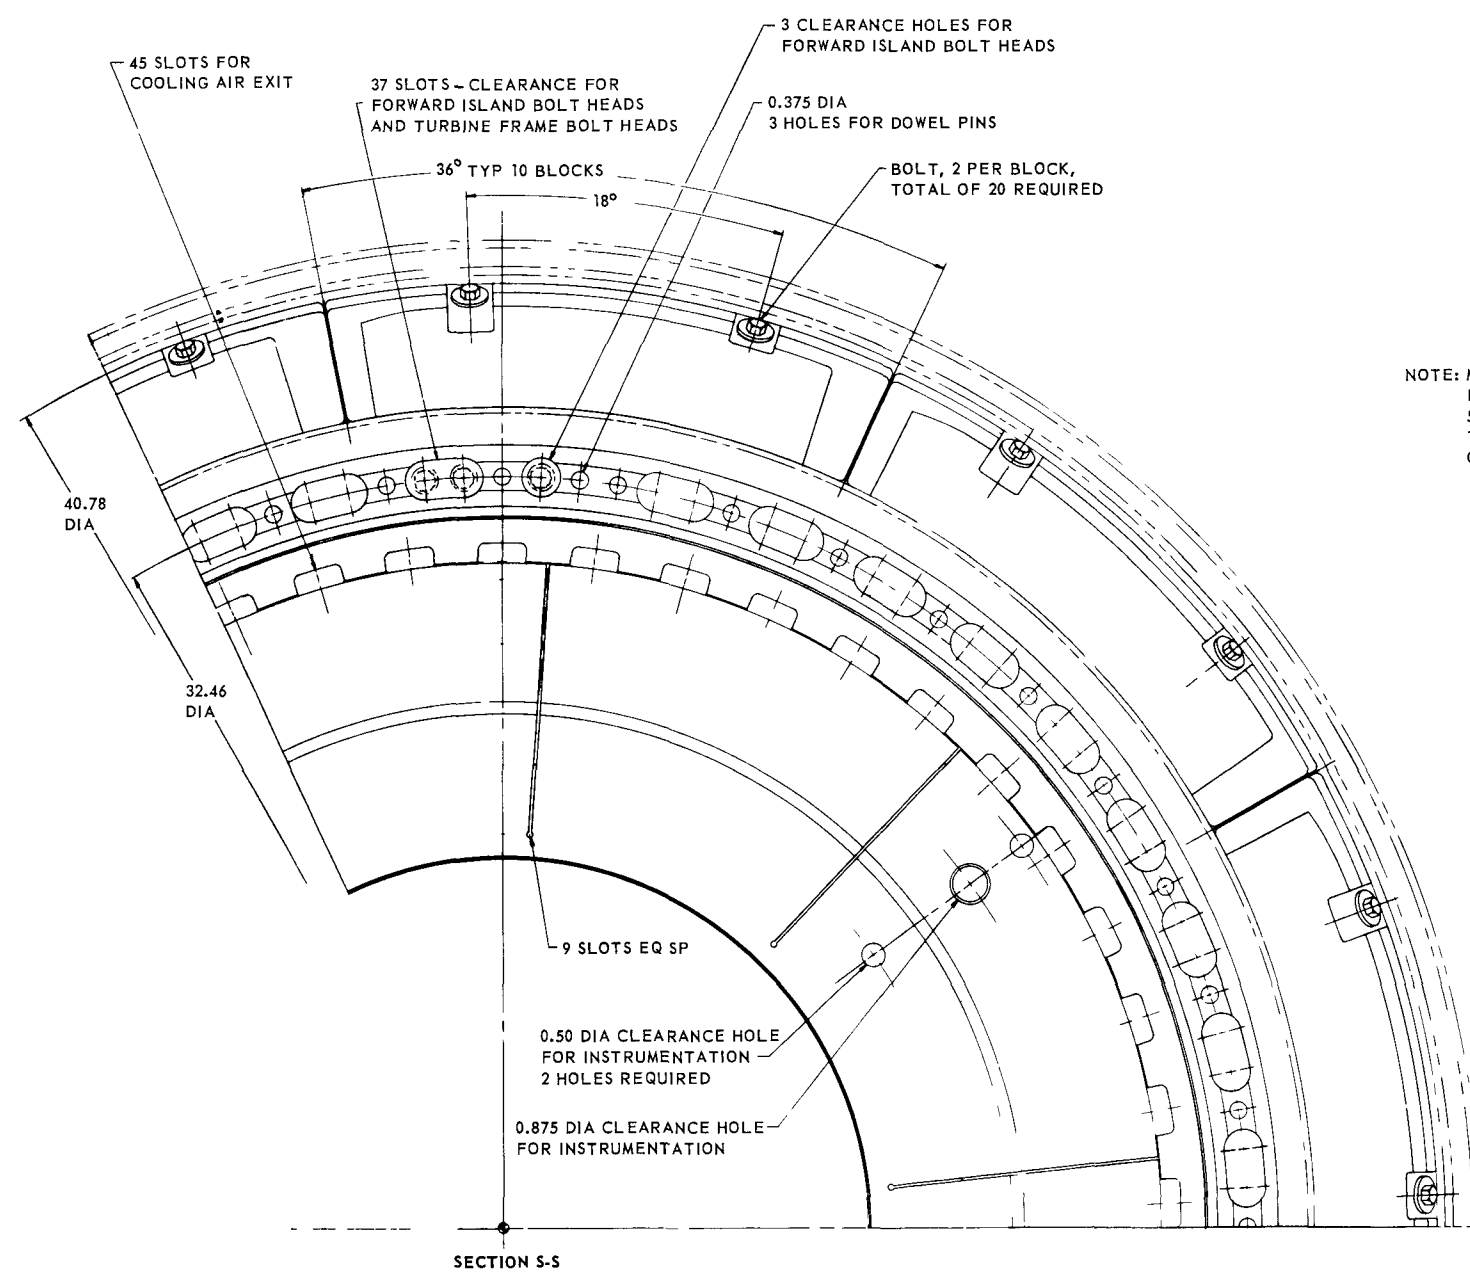 3 CLEARANCE HOLES FOR
FORWARD ISLAND BOLT HEADS
45 SLOTS FOR
COOLING AIR EXIT
37 SLOTS – CLEARANCE FOR
FORWARD ISLAND BOLT HEADS
AND TURBINE FRAME BOLT HEADS
0.375 DIA
3 HOLES FOR DOWEL PINS
36° TYP 10 BLOCKS
BOLT, 2 PER BLOCK,
TOTAL OF 20 REQUIRED
18°
NOTE:
40.78
DIA
32.46
DIA
9 SLOTS EQ SP
0.50 DIA CLEARANCE HOLE
FOR INSTRUMENTATION
2 HOLES REQUIRED
0.875 DIA CLEARANCE HOLE
FOR INSTRUMENTATION
SECTION S-S